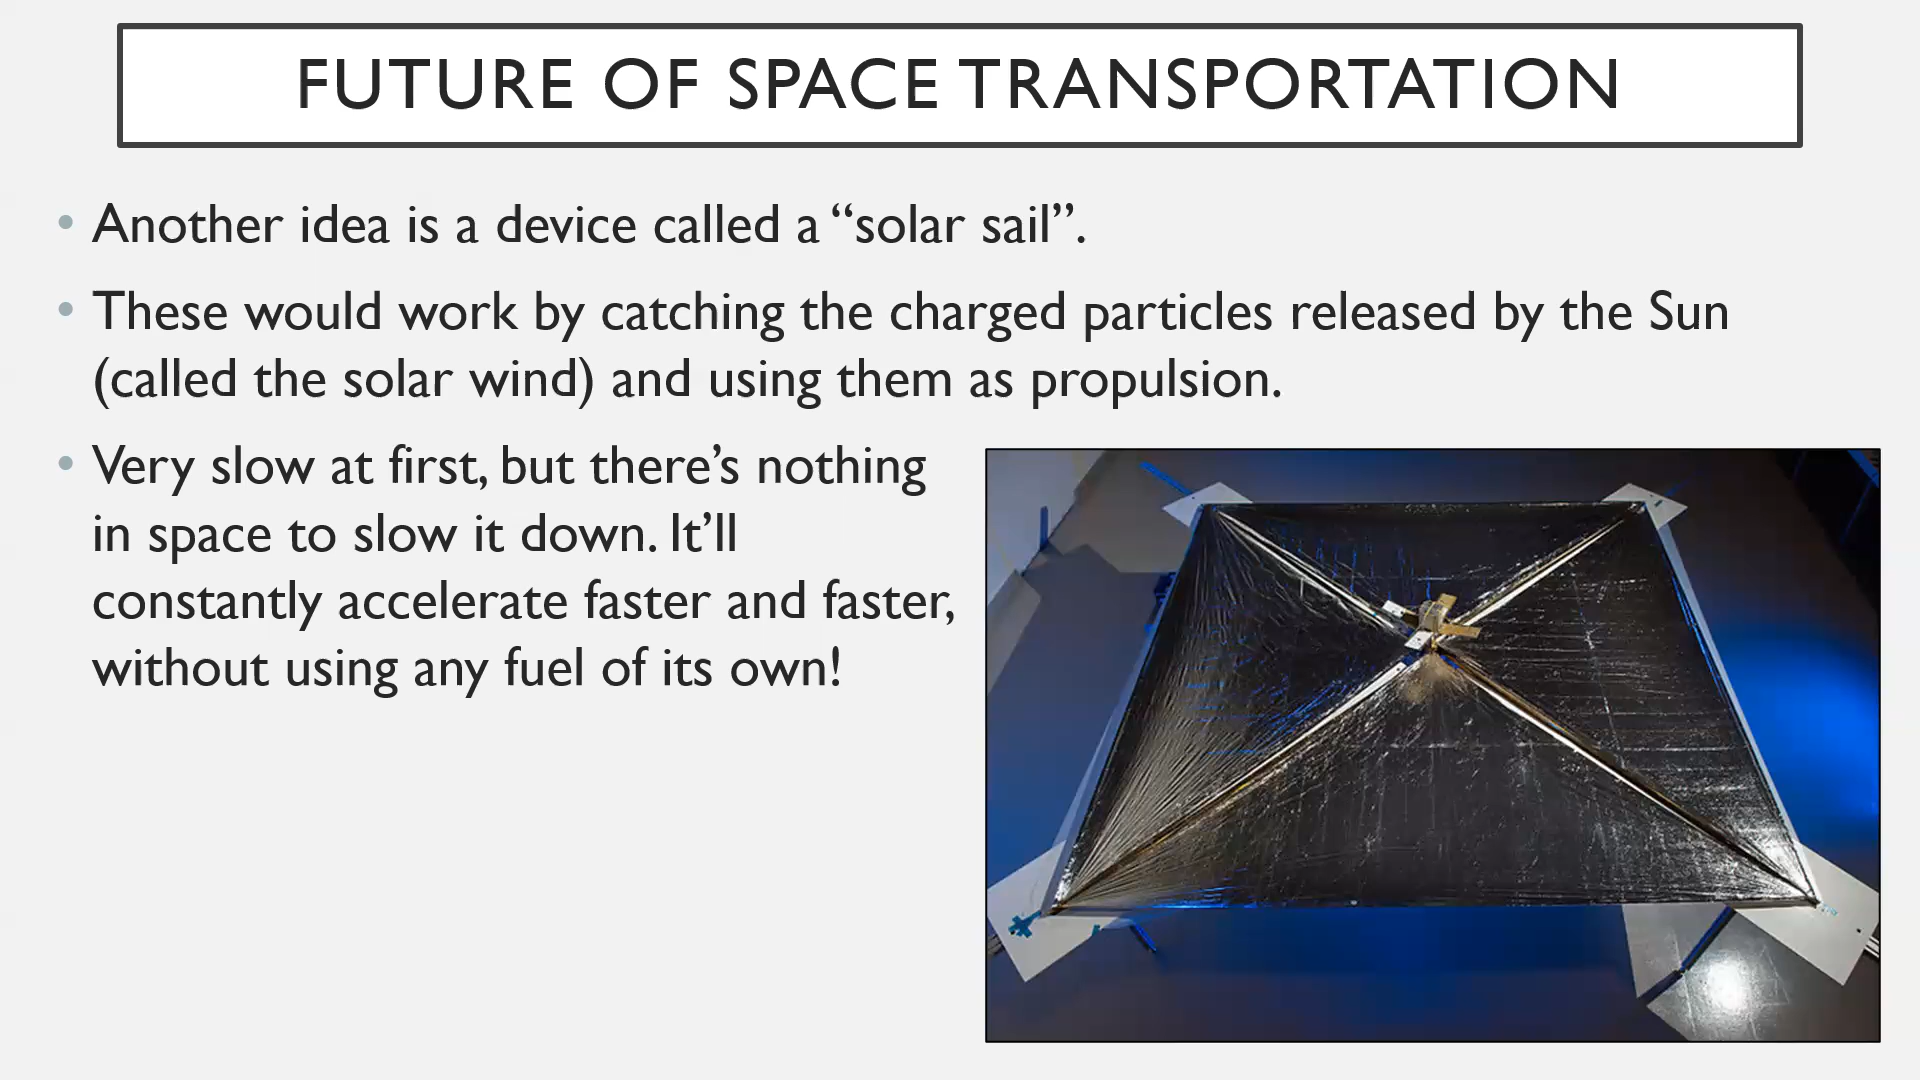 FUTURE OF SPACE TRANSPORTATION
• Another idea is a device called a “solar sail”.
• These would work by catching the charged particles released by the Sun
(called the solar wind) and using them as propulsion.
• Very slow at first, but there’s nothing
in space to slow it down. It’ll
constantly accelerate faster and faster,
without using any fuel of its own!